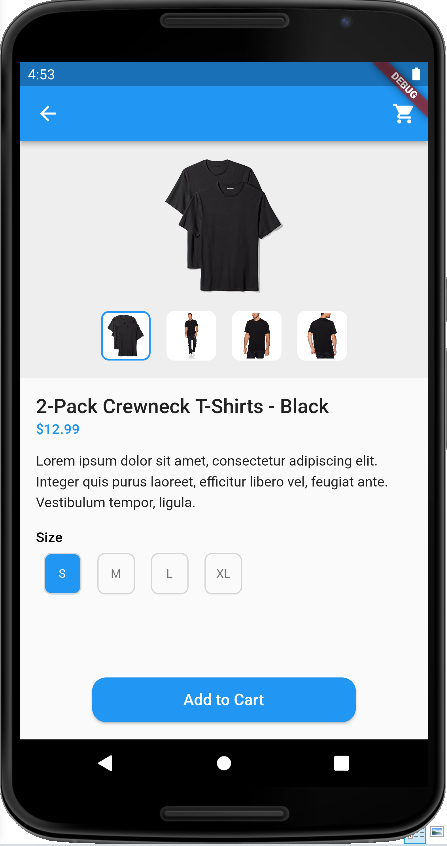 4:53
DEBUG
2-Pack Crewneck T-Shirts - Black
$12.99
Lorem ipsum dolor sit amet, consectetur adipiscing elit.
Integer quis purus laoreet, efficitur libero vel, feugiat ante.
Vestibulum tempor, ligula.
Size
S M L XL
Add to Cart